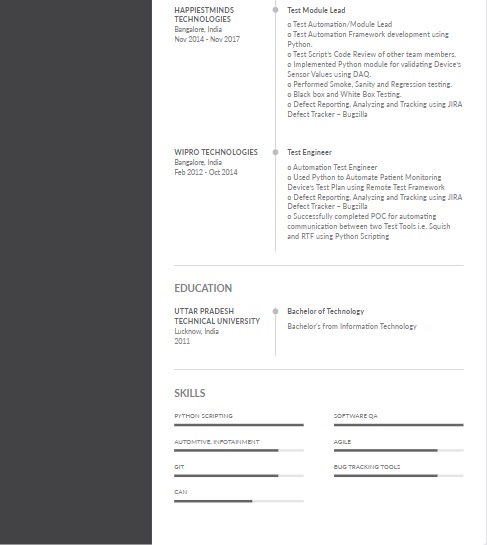 HAPPIESTMINDS
TECHNOLOGIES
Bangalore, India
Nov 2014 - Nov 2017
Test Module Lead
o Test Automation/Module Lead
o Test Automation Framework development using
Python.
o Test Script's Code Review of other team members.
o Implemented Python module for validating Device's
Sensor Values using DAQ.
o Performed Smoke, Sanity and Regression testing.
o Black box and White Box Testing.
o Defect Reporting, Analyzing and Tracking using JIRA
Defect Tracker – Bugzilla
WIPRO TECHNOLOGIES
Bangalore, India
Feb 2012 - Oct 2014
Test Engineer
o Automation Test Engineer
o Used Python to Automate Patient Monitoring
Device's Test Plan using Remote Test Framework
o Defect Reporting, Analyzing and Tracking using JIRA
Defect Tracker – Bugzilla
o Successfully completed POC for automating
communication between two Test Tools i.e. Squish
and RTF using Python Scripting
EDUCATION
UTTAR PRADESH
TECHNICAL UNIVERSITY
Lucknow, India
2011
Bachelor of Technology
Bachelor's from Information Technology
SKILLS
PYTHON SCRIPTING
SOFTWARE QA
AUTOMTIVE, INFOTAINMENT
AGILE
GIT
BUG TRACKING TOOLS
CAN